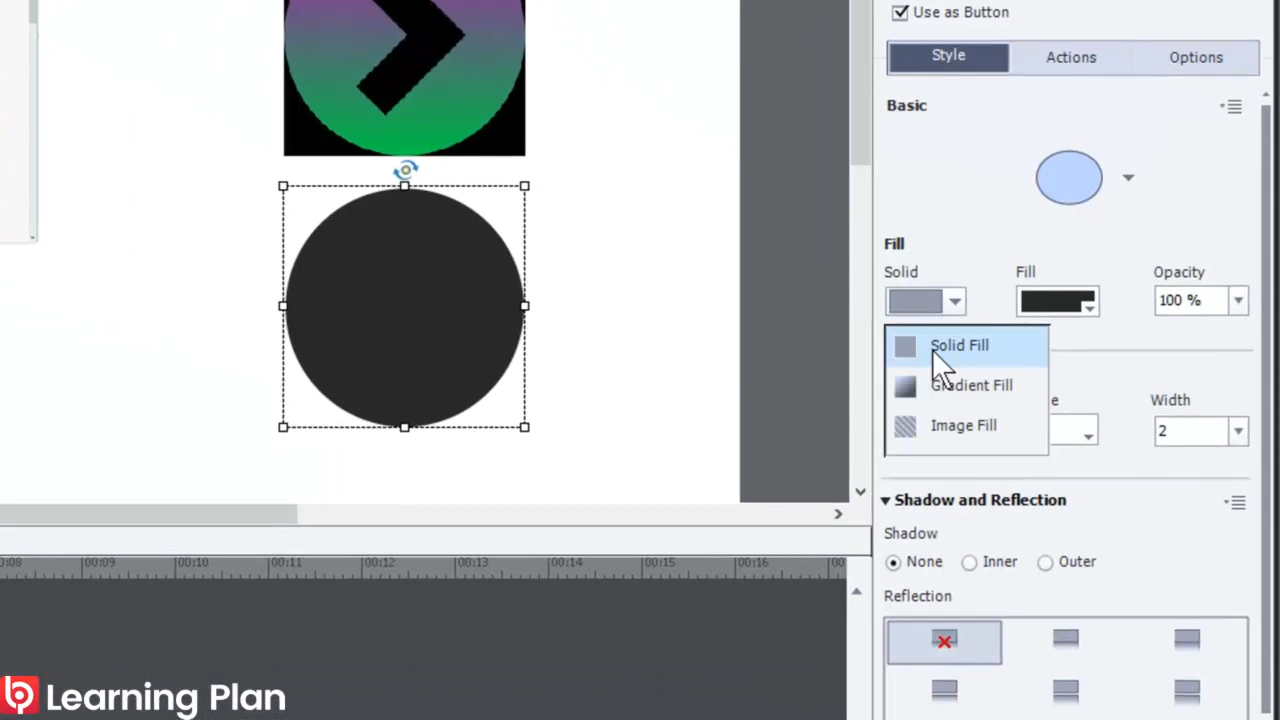 Use as Button
Style Actions Options
Basic
Fill
Solid Fill Opacity
100 %
Solid Fill
Gradient Fill
Image Fill
e Width
2
Shadow and Reflection
Shadow
None Inner Outer
Reflection
0:08 00:09 00:10 00:11 00:12 00:13 00:14 00:15 00:16 00:
Learning Plan